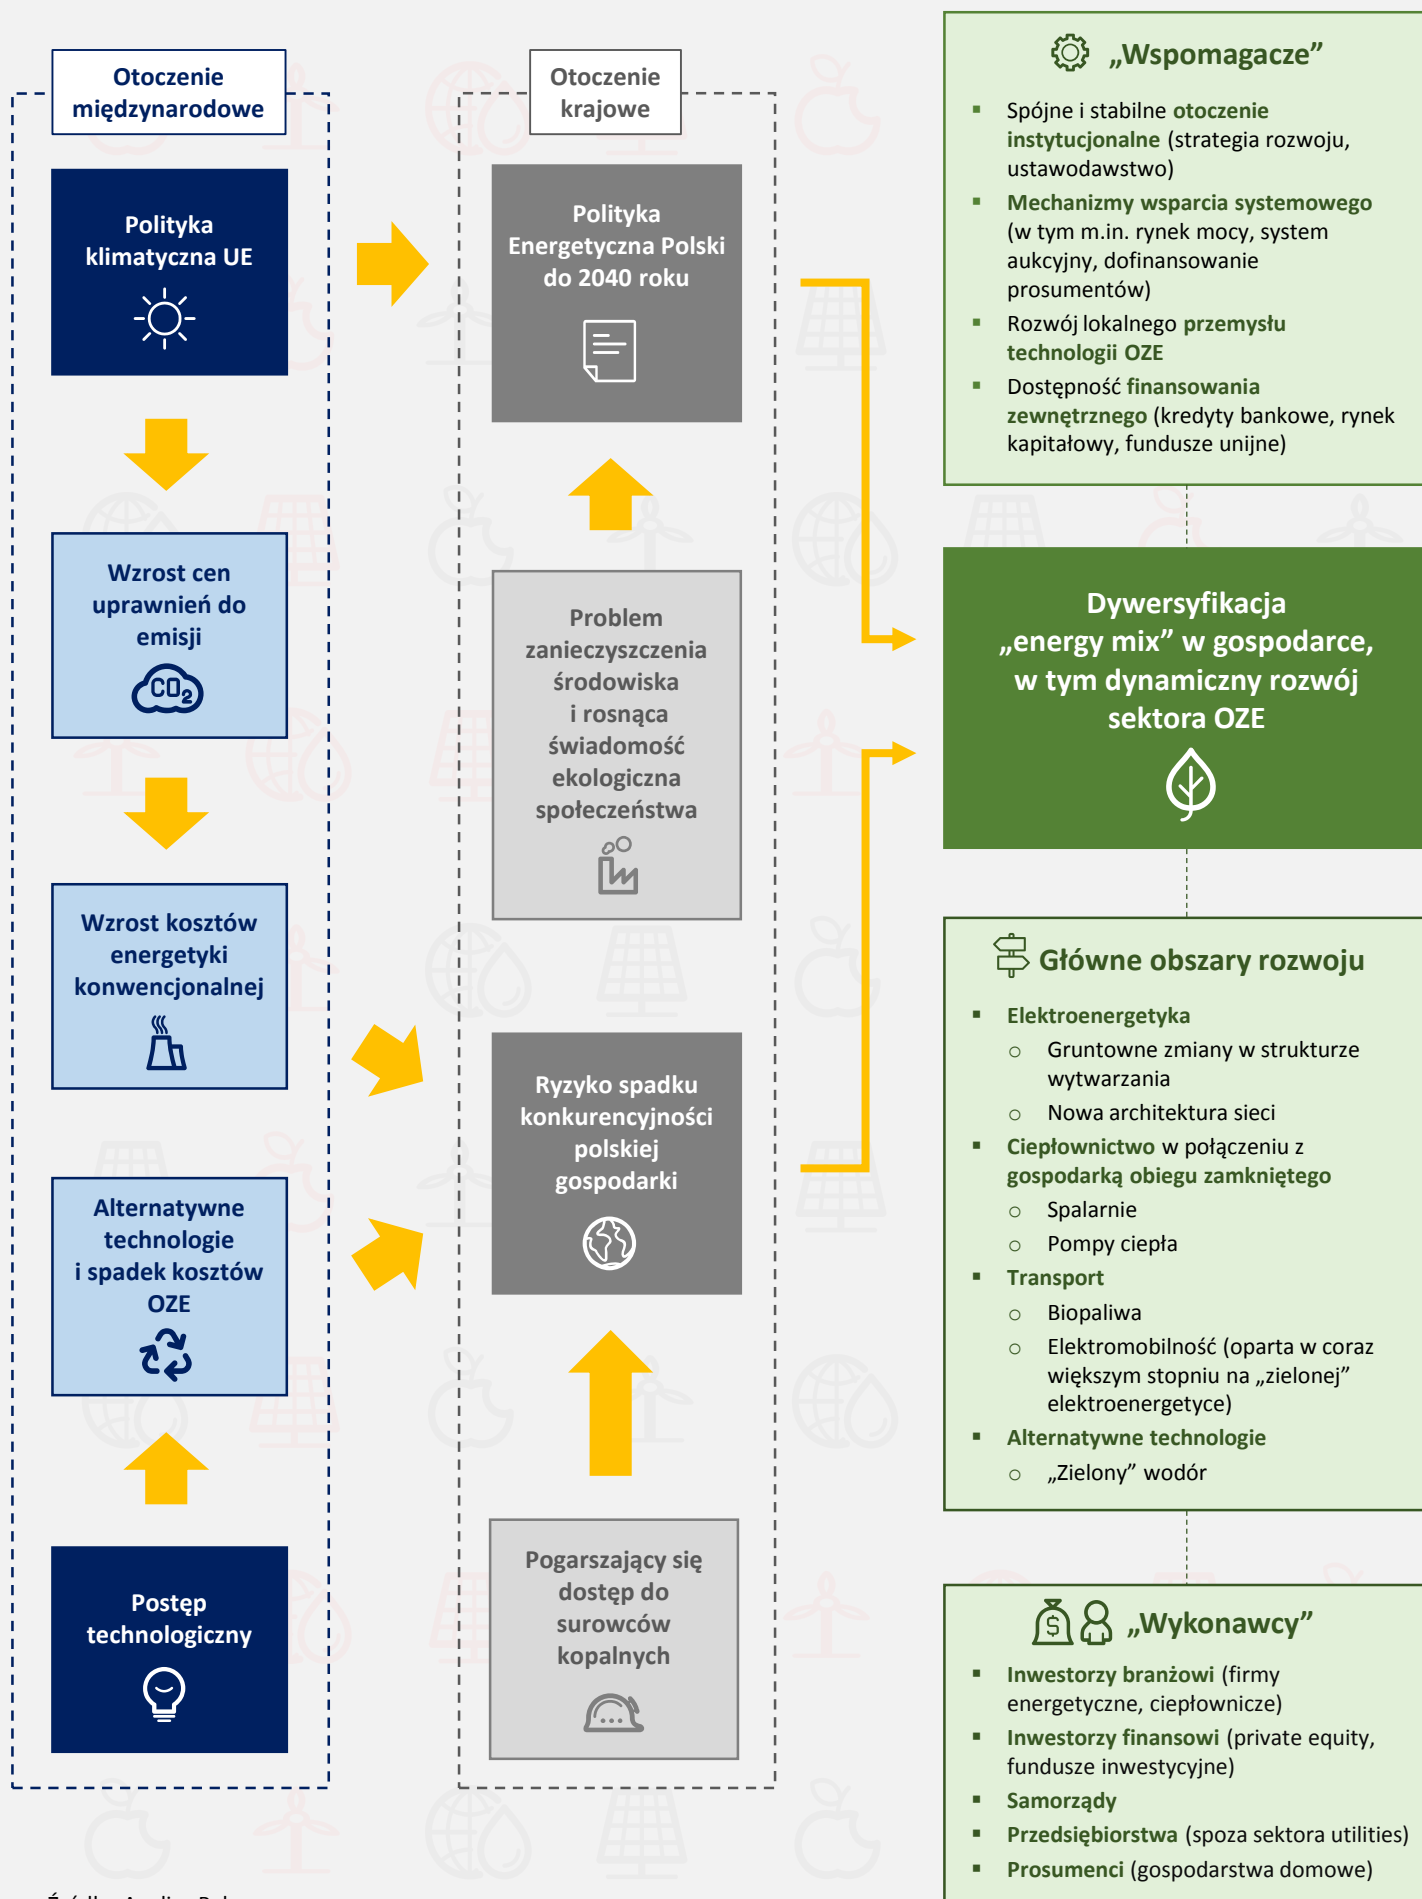 Otoczenie
międzynarodowe
Polityka
klimatyczna UE
Wzrost cen
uprawnień do
emisji
CO2
Wzrost kosztów
energetyki
konwencjonalnej
Alternatywne
technologie
i spadek kosztów
OZE
Postęp
technologiczny
Otoczenie
krajowe
Polityka
Energetyczna Polski
do 2040 roku
Problem
zanieczyszczenia
środowiska
i rosnąca
świadomość
ekologiczna
społeczeństwa
Ryzyko spadku
konkurencyjności
polskiej
gospodarki
Pogarszający się
dostęp do
surowców
kopalnych
„Wspomagacze”
▪ Spójne i stabilne otoczenie
instytucjonalne (strategia rozwoju,
ustawodawstwo)
▪ Mechanizmy wsparcia systemowego
(w tym m.in. rynek mocy, system
aukcyjny, dofinansowanie
prosumentów)
▪ Rozwój lokalnego przemysłu
technologii OZE
▪ Dostępność finansowania
zewnętrznego (kredyty bankowe, rynek
kapitałowy, fundusze unijne)
Dywersyfikacja
„energy mix” w gospodarce,
w tym dynamiczny rozwój
sektora OZE
Główne obszary rozwoju
▪ Elektroenergetyka
o Gruntowne zmiany w strukturze
wytwarzania
o Nowa architektura sieci
▪ Ciepłownictwo w połączeniu z
gospodarką obiegu zamkniętego
o Spalarnie
o Pompy ciepła
▪ Transport
o Biopaliwa
o Elektromobilność (oparta w coraz
większym stopniu na „zielonej”
elektroenergetyce)
▪ Alternatywne technologie
o „Zielony” wodór
$
„Wykonawcy”
▪ Inwestorzy branżowi (firmy
energetyczne, ciepłownicze)
▪ Inwestorzy finansowi (private equity,
fundusze inwestycyjne)
▪ Samorządy
▪ Przedsiębiorstwa (spoza sektora utilities)
▪ Prosumenci (gospodarstwa domowe)